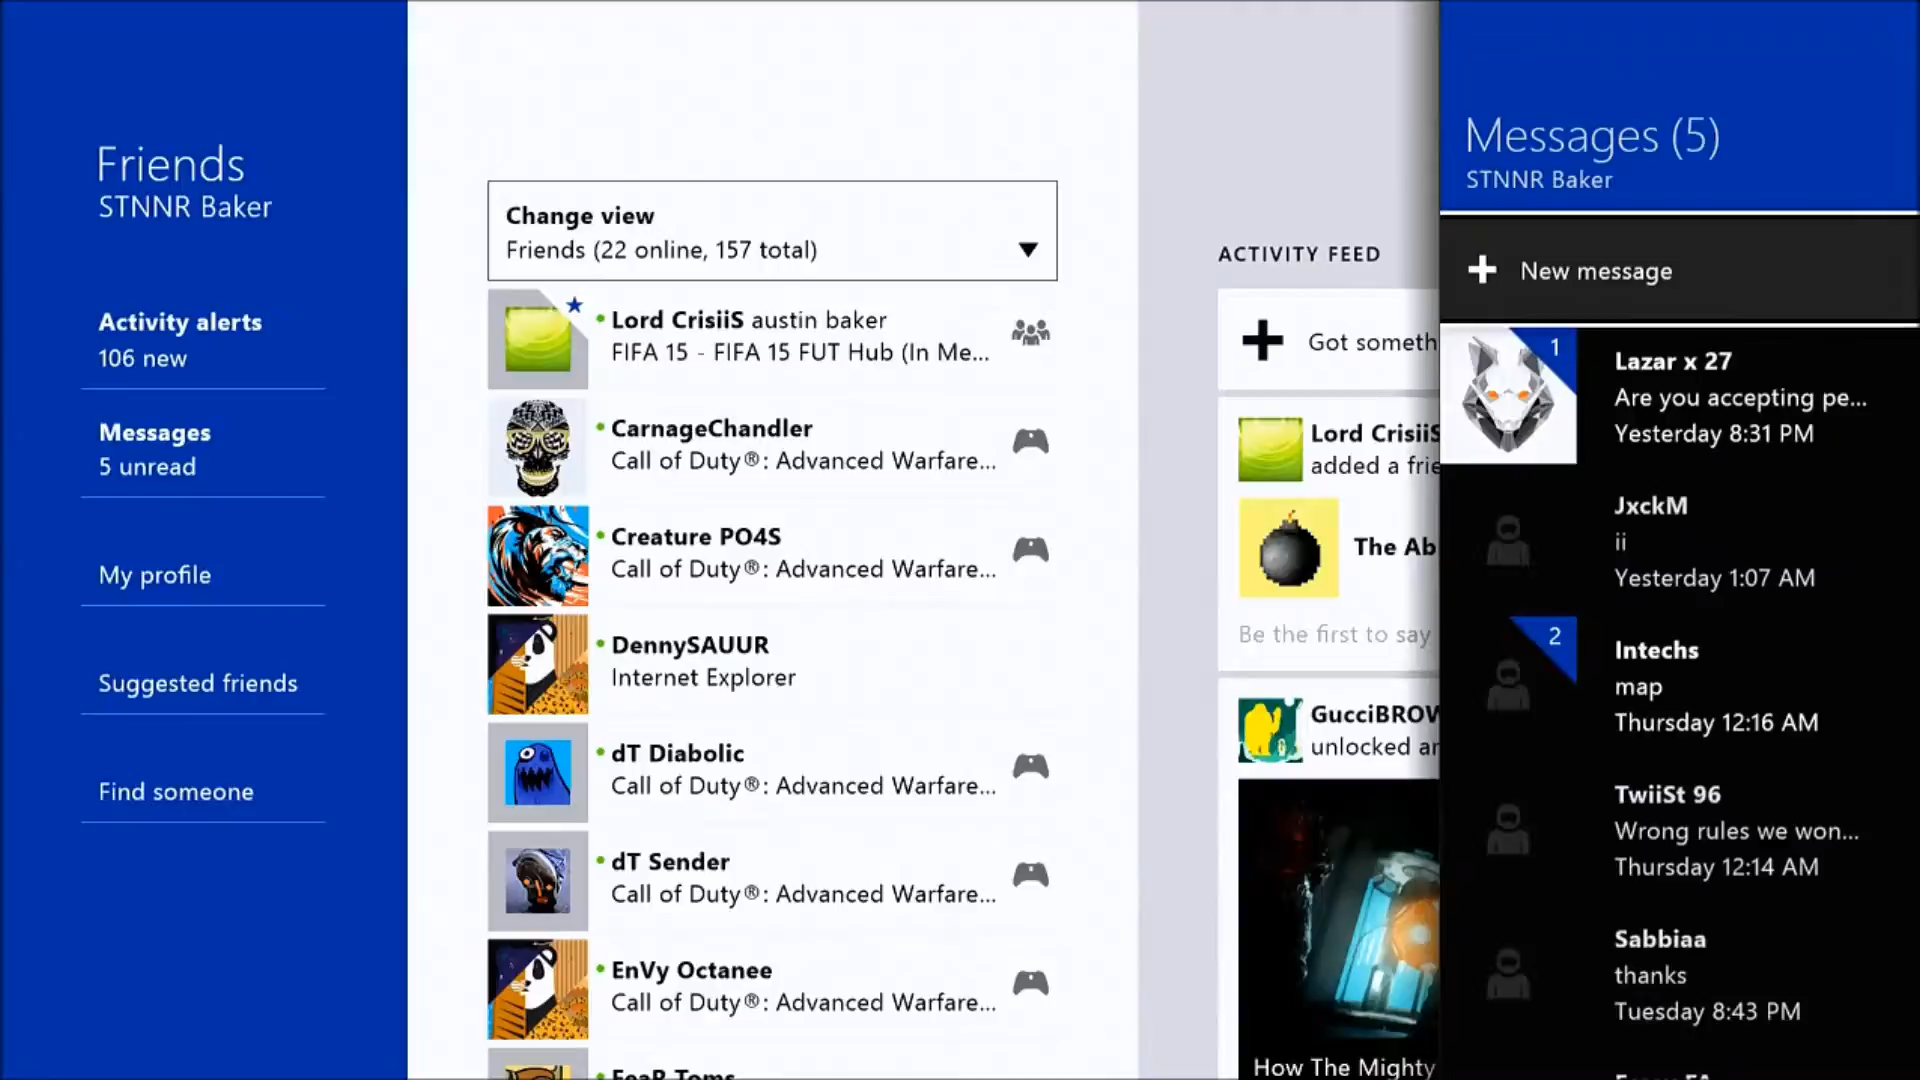 Friends
STNNR Baker
Activity alerts
106 new
Messages
5 unread
My profile
Suggested friends
Find someone
Change view
Friends (22 online, 157 total)
Lord CrisiiS austin baker
FIFA 15 - FIFA 15 FUT Hub (In Me...
CarnageChandler
Call of Duty®: Advanced Warfare...
Creature PO4S
Call of Duty®: Advanced Warfare...
DennySAUUR
Internet Explorer
dT Diabolic
Call of Duty®: Advanced Warfare...
dT Sender
Call of Duty®: Advanced Warfare...
EnVy Octanee
Call of Duty®: Advanced Warfare...
FeaR Toms
ACTIVITY FEED
Got someth
Lord CrisiiS
added a frie
The Ab
Be the first to say
GucciBROW
unlocked an
How The Mighty
Messages (5)
STNNR Baker
New message
1
Lazar x 27
Are you accepting pe...
Yesterday 8:31 PM
JxckM
ii
Yesterday 1:07 AM
2
Intechs
map
Thursday 12:16 AM
TwiiSt 96
Wrong rules we won...
Thursday 12:14 AM
Sabbiaa
thanks
Tuesday 8:43 PM